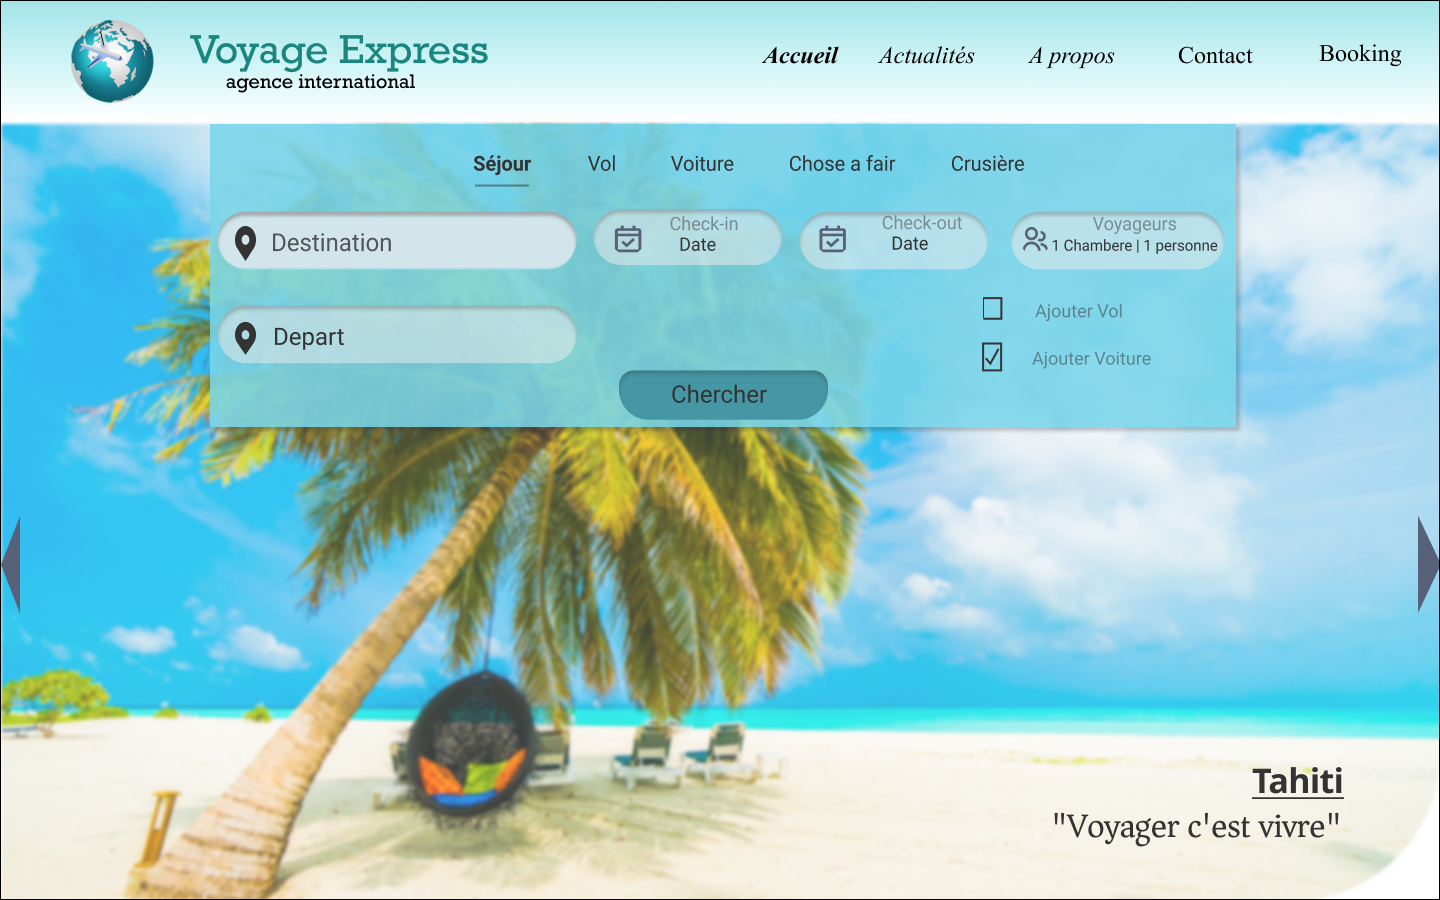 Voyage Express
agence international
Accueil Actualités A propos Contact Booking
Séjour Vol Voiture Chose a fair Crusière
Destination
Check-in
Date
Check-out
Date
Voyageurs
1 Chambere | 1 personne
Depart
Ajouter Vol
Ajouter Voiture
Chercher
Tahiti
"Voyager c'est vivre"